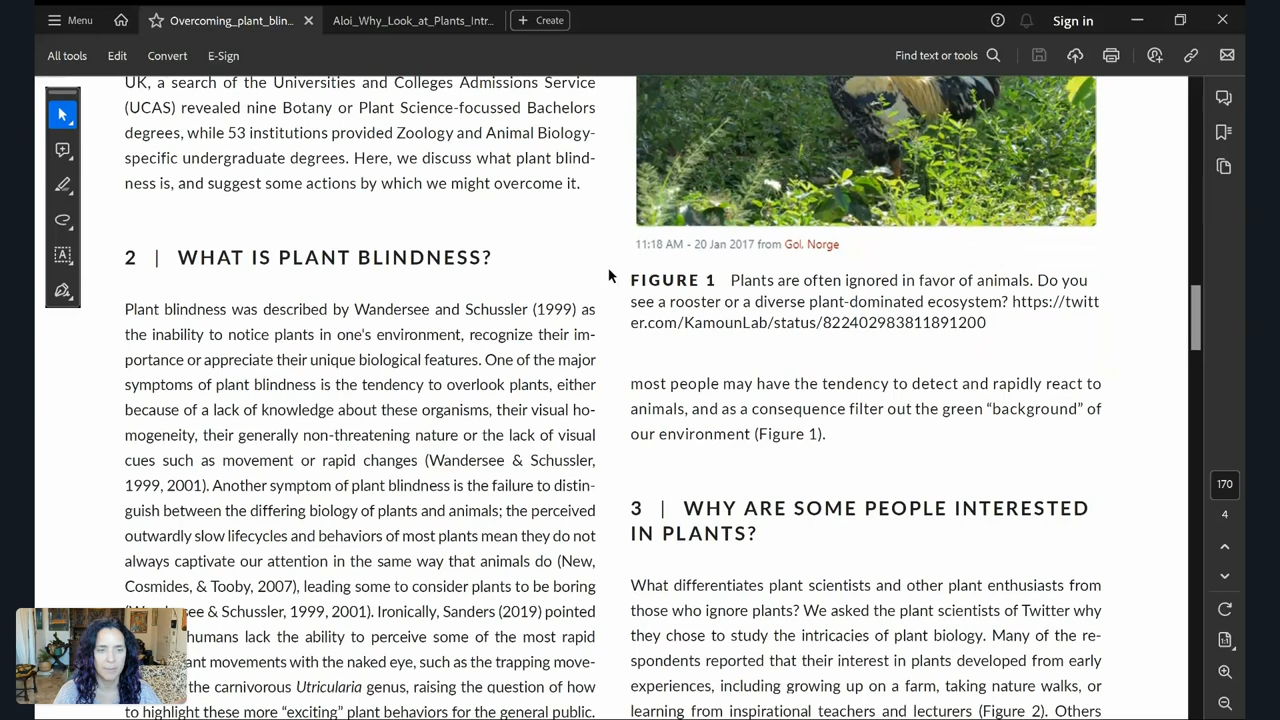 Menu
Overcoming_plant_blin...
Aloi_Why_Look_at_Plants_Intr...
Create
Sign in
All tools
Edit
Convert
E-Sign
Find text or tools
UK, a search of the Universities and Colleges Admissions Service
(UCAS) revealed nine Botany or Plant Science-focussed Bachelors
degrees, while 53 institutions provided Zoology and Animal Biology-
specific undergraduate degrees. Here, we discuss what plant blind-
ness is, and suggest some actions by which we might overcome it.
2 | WHAT IS PLANT BLINDNESS?
Plant blindness was described by Wandersee and Schussler (1999) as
the inability to notice plants in one's environment, recognize their im-
portance or appreciate their unique biological features. One of the major
symptoms of plant blindness is the tendency to overlook plants, either
because of a lack of knowledge about these organisms, their visual ho-
mogeneity, their generally non-threatening nature or the lack of visual
cues such as movement or rapid changes (Wandersee & Schussler,
1999, 2001). Another symptom of plant blindness is the failure to distin-
guish between the differing biology of plants and animals; the perceived
outwardly slow lifecycles and behaviors of most plants mean they do not
always captivate our attention in the same way that animals do (New,
Cosmides, & Tooby, 2007), leading some to consider plants to be boring
see & Schussler, 1999, 2001). Ironically, Sanders (2019) pointed
humans lack the ability to perceive some of the most rapid
ant movements with the naked eye, such as the trapping move-
the carnivorous Utricularia genus, raising the question of how
to highlight these more “exciting” plant behaviors for the general public.
11:18 AM - 20 Jan 2017 from Gol, Norge
FIGURE 1 Plants are often ignored in favor of animals. Do you
see a rooster or a diverse plant-dominated ecosystem? https://twitt
er.com/KamounLab/status/822402983811891200
most people may have the tendency to detect and rapidly react to
animals, and as a consequence filter out the green “background” of
our environment (Figure 1).
3 | WHY ARE SOME PEOPLE INTERESTED
IN PLANTS?
What differentiates plant scientists and other plant enthusiasts from
those who ignore plants? We asked the plant scientists of Twitter why
they chose to study the intricacies of plant biology. Many of the re-
spondents reported that their interest in plants developed from early
experiences, including growing up on a farm, taking nature walks, or
learning from inspirational teachers and lecturers (Figure 2). Others
170
4